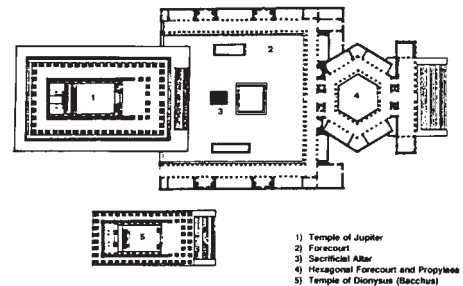 2
1
3
4
5
1) Temple of Jupiter
2) Forecourt
3) Sacrificial Altar
4) Hexagonal Forecourt and Propylaea
5) Temple of Dionysus (Bacchus)